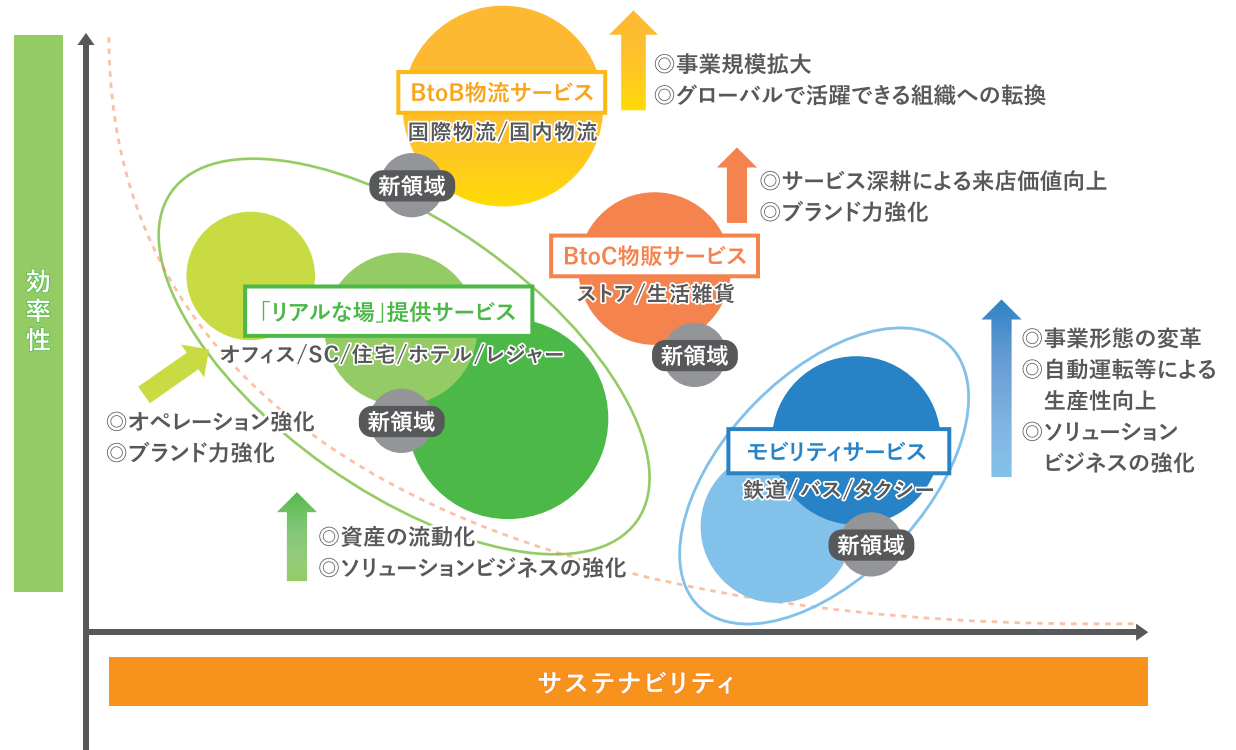 効率性
BtoB物流サービス
国際物流/国内物流
新領域
◎事業規模拡大
◎グローバルで活躍できる組織への転換
BtoC物販サービス
ストア/生活雑貨
新領域
◎サービス深耕による来店価値向上
◎ブランド力強化
「リアルな場」提供サービス
オフィス/SC/住宅/ホテル/レジャー
新領域
◎オペレーション強化
◎ブランド力強化
◎資産の流動化
◎ソリューションビジネスの強化
モビリティサービス
鉄道/バス/タクシー
新領域
◎事業形態の変革
◎自動運転等による
生産性向上
◎ソリューション
ビジネスの強化
サステナビリティ